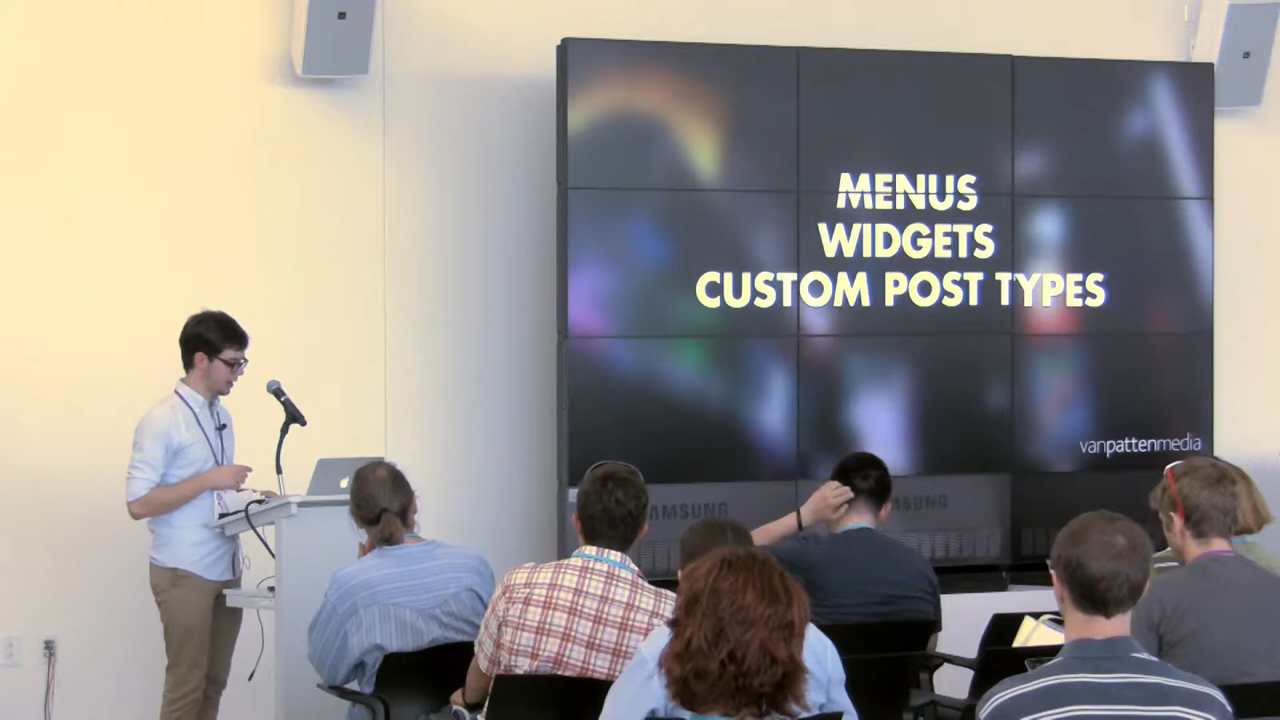 MENUS
WIDGETS
CUSTOM POST TYPES
vanpattenmedia
SAMSUNG
SAMSUNG